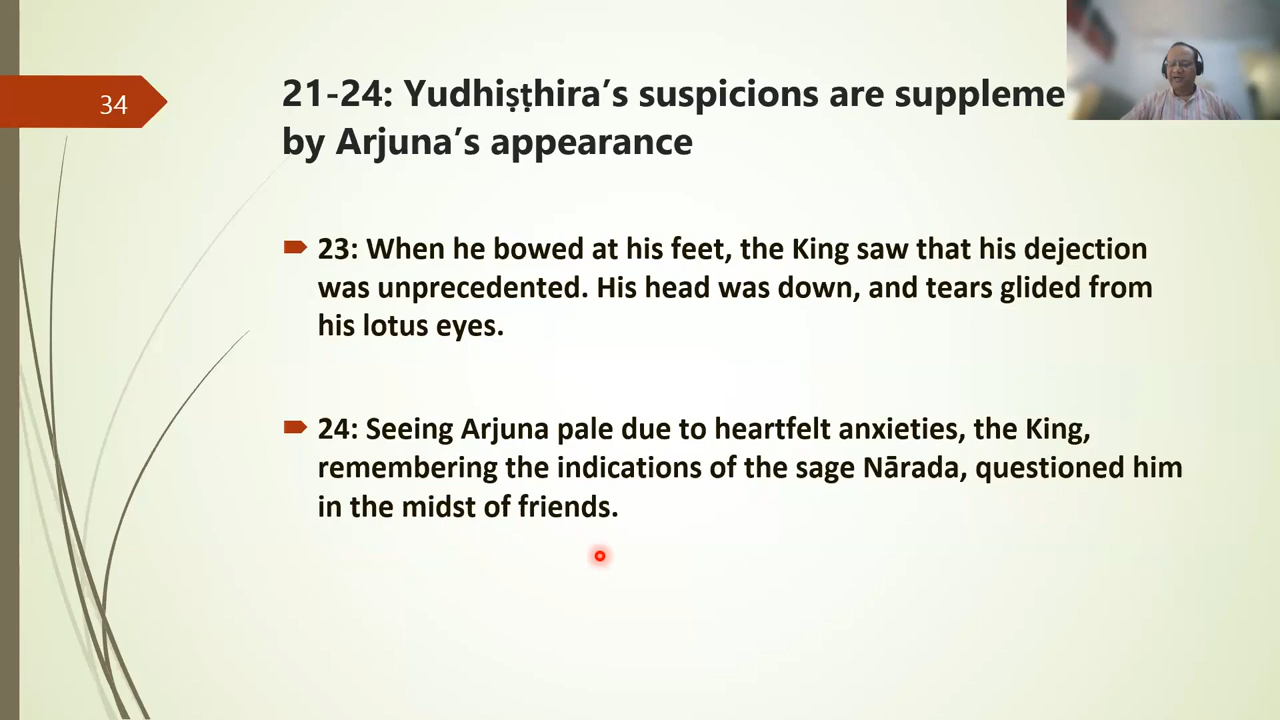 34
21-24: Yudhiṣṭhira’s suspicions are
by Arjuna’s appearance
23: When he bowed at his feet, the King saw that his dejection
was unprecedented. His head was down, and tears glided from
his lotus eyes.
24: Seeing Arjuna pale due to heartfelt anxieties, the King,
remembering the indications of the sage Nārada, questioned him
in the midst of friends.